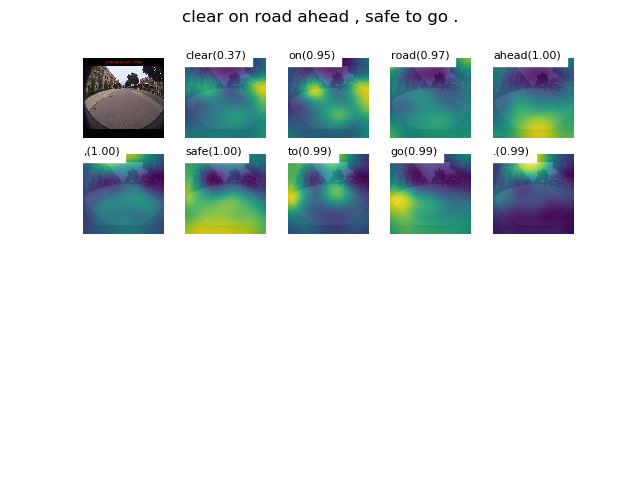 clear on road ahead , safe to go .
clear(0.37)
on(0.95)
road(0.97)
ahead(1.00)
,(1.00)
safe(1.00)
to(0.99)
go(0.99)
.(0.99)